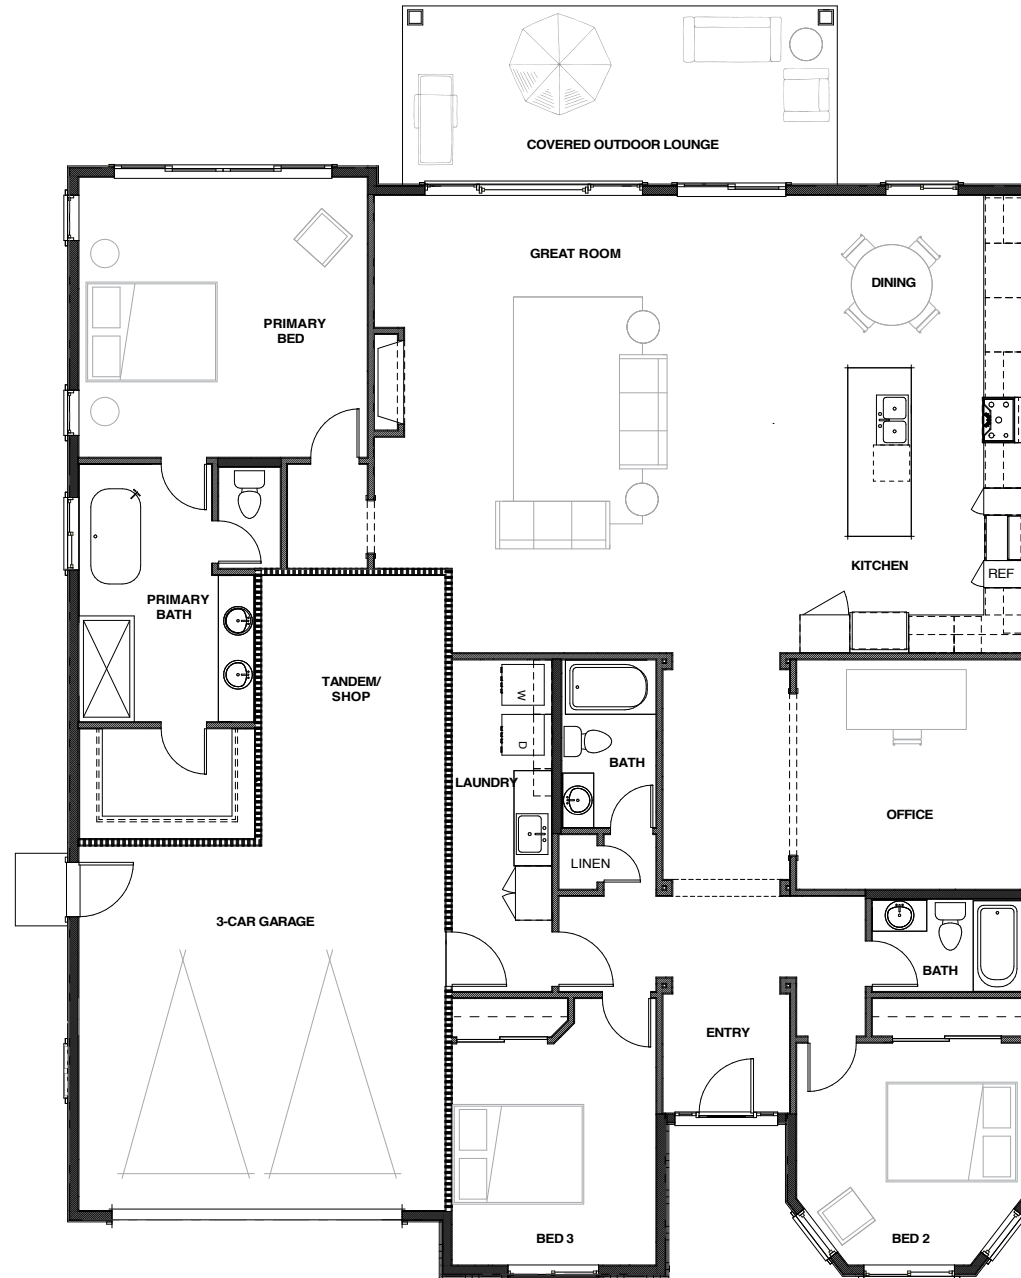 COVERED OUTDOOR LOUNGE
GREAT ROOM
DINING
PRIMARY
BED
KITCHEN
REF
PRIMARY
BATH
TANDEM/
SHOP
W
D
LAUNDRY
BATH
OFFICE
LINEN
3-CAR GARAGE
BATH
ENTRY
BED 3
BED 2